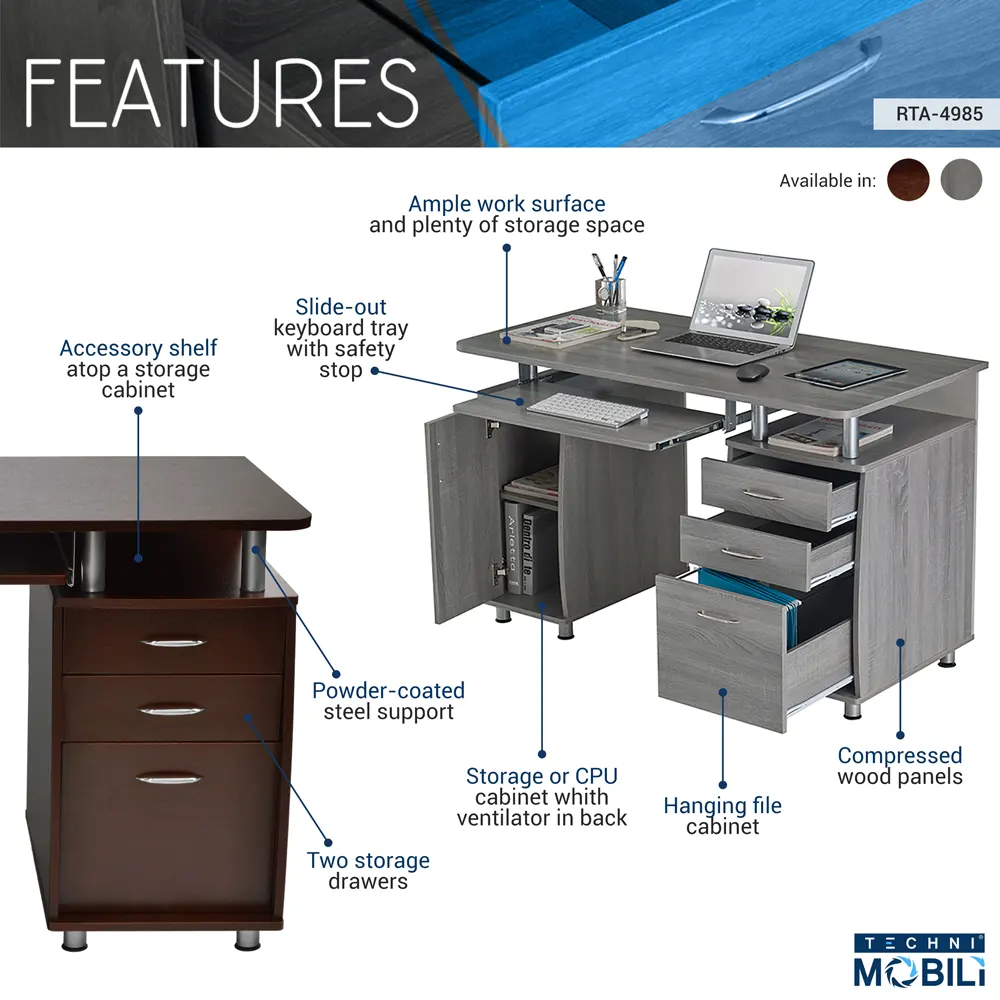 FEATURES
RTA-4985
Available in:
Ample work surface
and plenty of storage space
Slide-out
keyboard tray
with safety
stop
Accessory shelf
atop a storage
cabinet
Arletta
Powder-coated
steel support
Storage or CPU
cabinet whith
ventilator in back
Hanging file
cabinet
Compressed
wood panels
Two storage
drawers
TECHNI
MOBILI